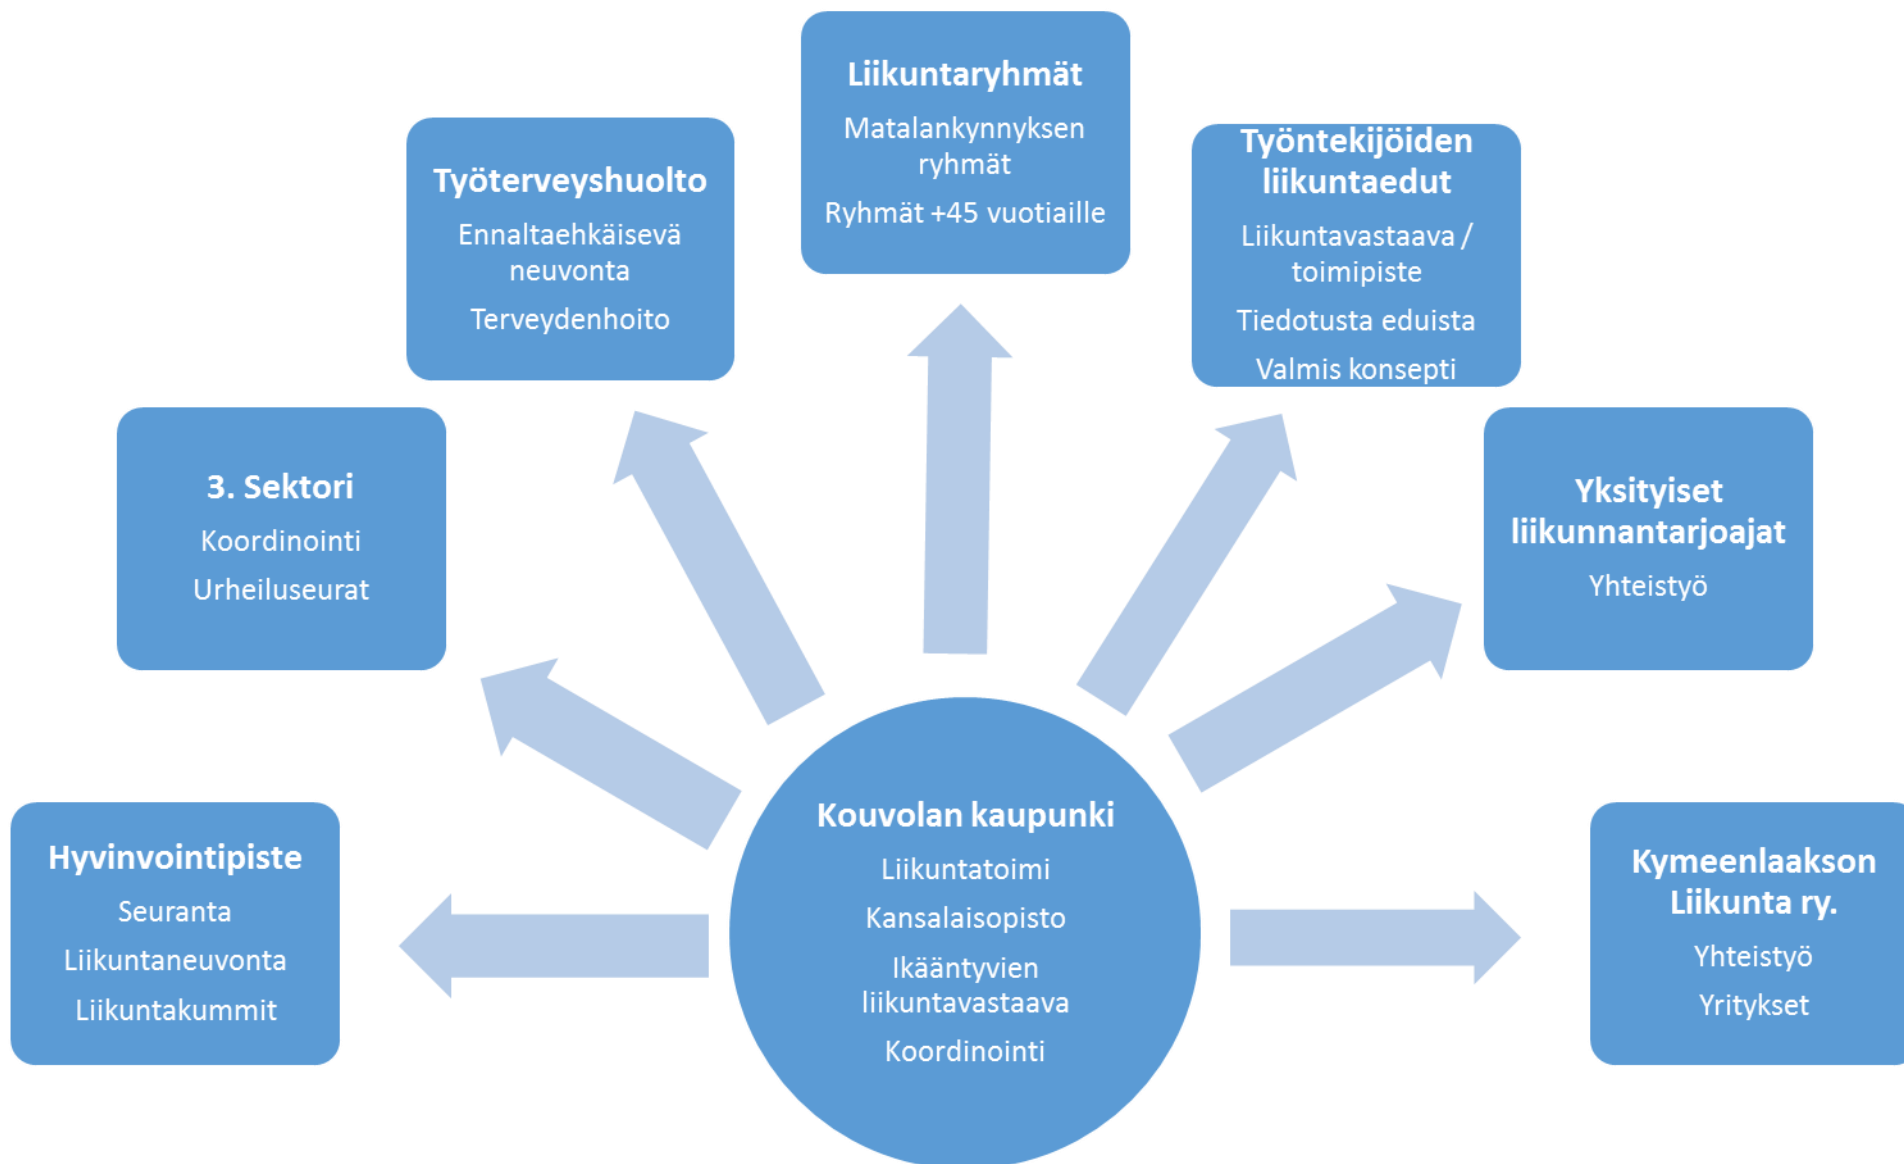 Liikuntaryhmät
Matalankynnyksen
ryhmät
Ryhmät +45 vuotiaille
Työterveyshuolto
Ennaltaehkäisevä
neuvonta
Terveydenhoito
Työntekijöiden
liikuntaedut
Liikuntavastaava /
toimipiste
Tiedotusta eduista
Valmis konsepti
3. Sektori
Koordinointi
Urheiluseurat
Yksityiset
liikunnantarjoajat
Yhteistyö
Hyvinvointipiste
Seuranta
Liikuntaneuvonta
Liikuntakummit
Kouvolan kaupunki
Liikuntatoimi
Kansalaisopisto
Ikääntyvien
liikuntavastaava
Koordinointi
Kymeenlaakson
Liikunta ry.
Yhteistyö
Yritykset